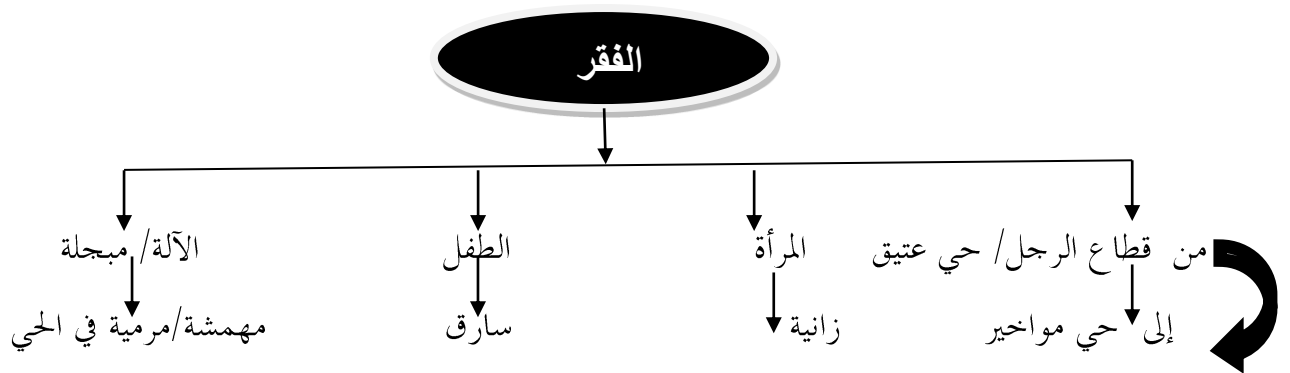 الفقر
من قطاع الرجل/ حي عتيق
المرأة
الطفل
الآلة/ مبجلة
إلى حي مواخير
زانية
سارق
مهمشة/مرمية في الحي